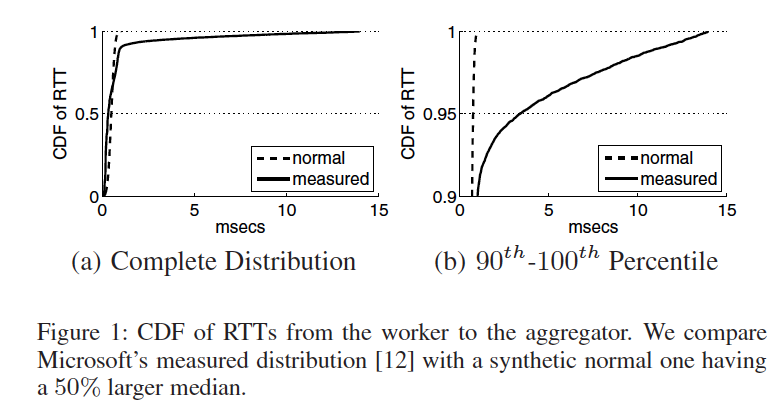 1
0.5
0
CDF of RTT
normal
measured
0
5
10
15
msecs
(a) Complete Distribution
1
0.95
0.9
CDF of RTT
normal
measured
0
5
10
15
msecs
(b) 90th-100th Percentile
Figure 1: CDF of RTTs from the worker to the aggregator. We compare
Microsoft's measured distribution [12] with a synthetic normal one having
a 50% larger median.